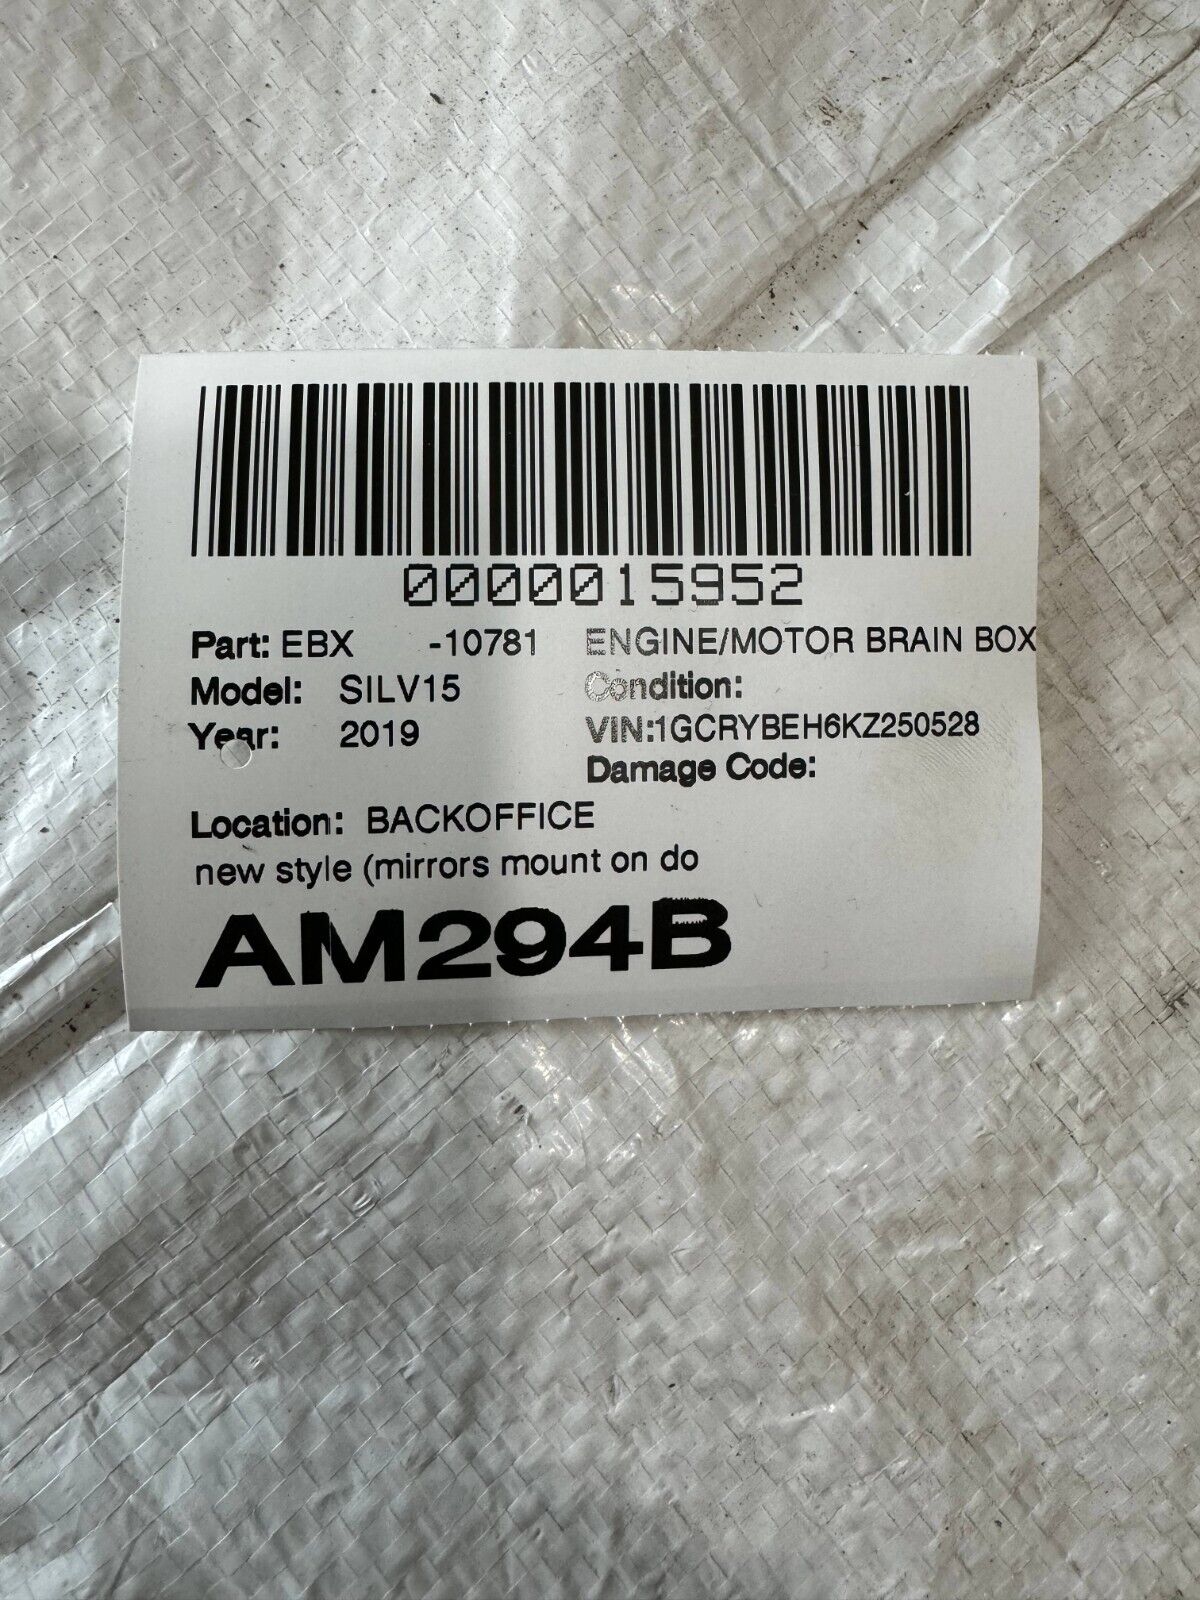 0000015952
Part: EBX -10781 ENGINE/MOTOR BRAIN BOX
Model: SILV15 Condition:
Year: 2019 VIN:1GCRYBEH6KZ250528
Damage Code:
Location: BACKOFFICE
new style (mirrors mount on do
AM294B